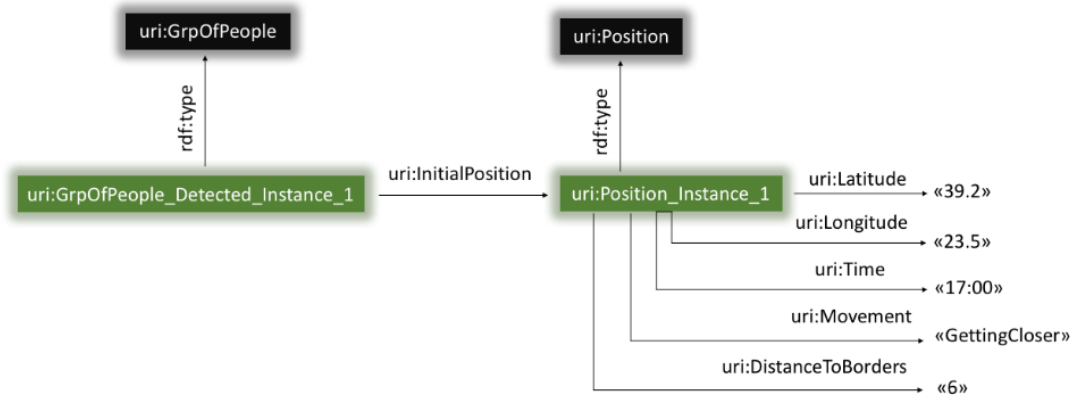 uri:GrpOfPeople
uri:Position
rdf:type
rdf:type
uri:GrpOfPeople_Detected_Instance_1
uri:InitialPosition
uri:Position_Instance_1
uri:Latitude
«39.2»
uri:Longitude
«23.5»
uri:Time
«17:00»
uri:Movement
«GettingCloser»
uri:DistanceToBorders
«6»